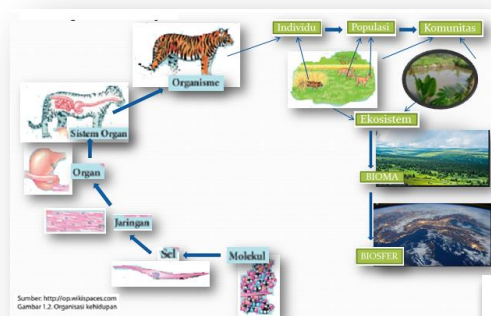 Individu
Populasi
Komunitas
Organisme
Ekosistem
Sistem Organ
Organ
BIOMA
Jaringan
Sel
Molekul
BIOSFER
Sumber: http://op.wikispaces.com
Gambar 1.2. Organisasi kehidupan